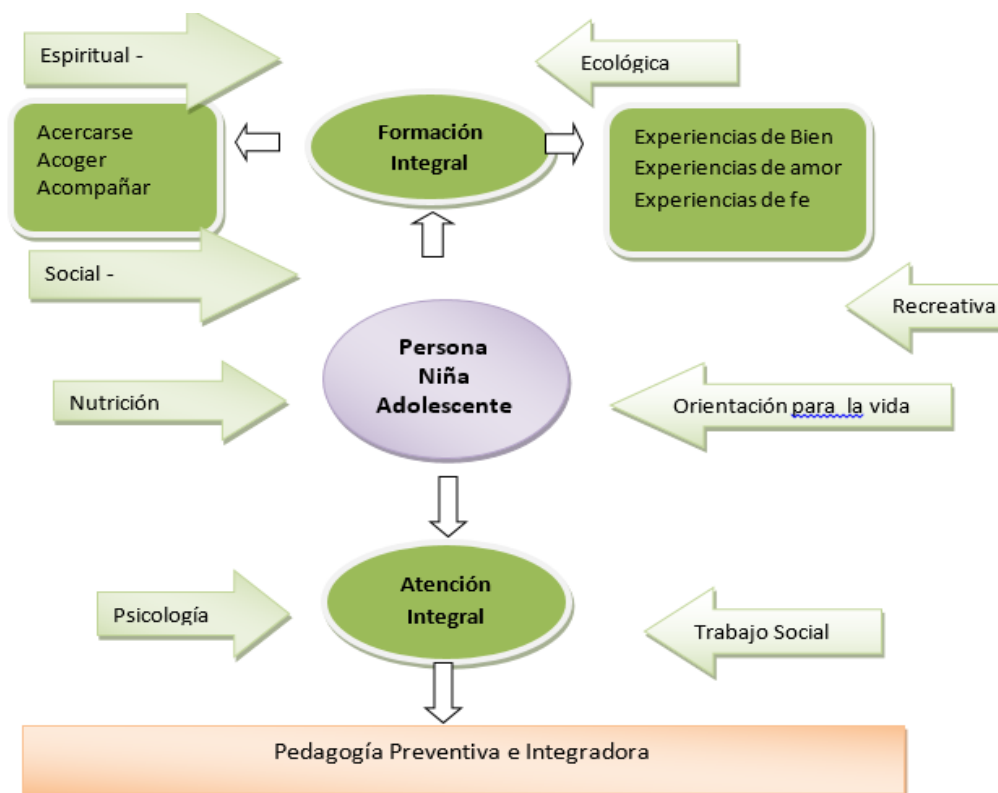 Espiritual -
Ecológica
Acercarse
Acoger
Acompañar
Formación
Integral
Experiencias de Bien
Experiencias de amor
Experiencias de fe
Social -
Recreativa
Persona
Niña
Adolescente
Nutrición
Orientación para la vida
Atención
Integral
Psicología
Trabajo Social
Pedagogía Preventiva e Integradora